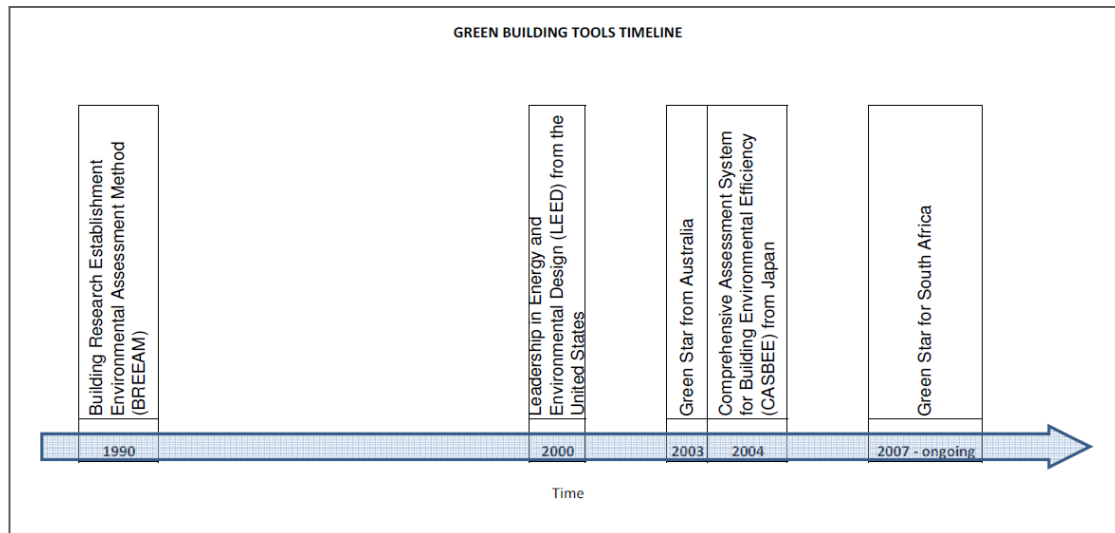 GREEN BUILDING TOOLS TIMELINE
Building Research Establishment
Environmental Assessment Method
(BREEAM)
Leadership in Energy and
Environmental Design (LEED) from the
United States
Green Star from Australia
Comprehensive Assessment System
for Building Environmental Efficiency
(CASBEE) from Japan
Green Star for South Africa
1990
2000
2003
2004
2007 - ongoing
Time